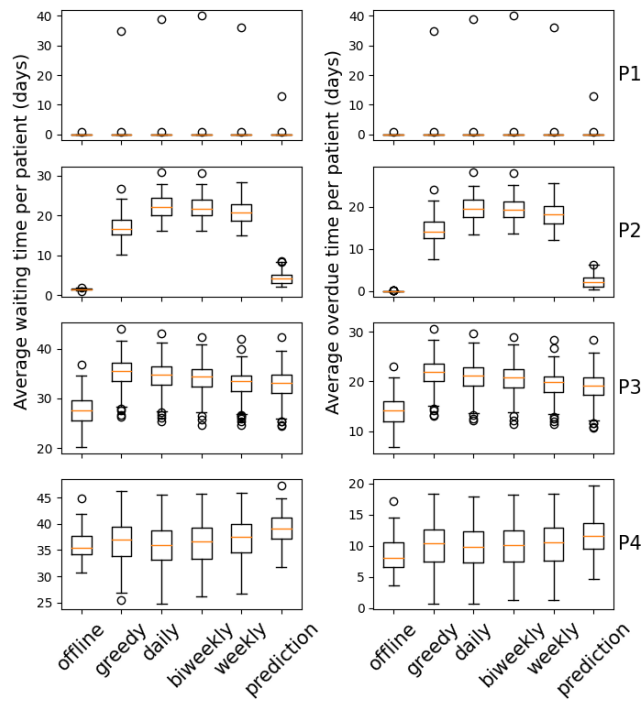 Average waiting time per patient (days)
40
30
20
10
0
30
20
10
0
40
30
20
45
40
35
30
25
offline
greedy
daily
biweekly
weekly
prediction
Average overdue time per patient (days)
40
30
20
10
0
P1
20
10
0
P2
30
20
10
P3
20
15
10
5
0
P4
offline
greedy
daily
biweekly
weekly
prediction